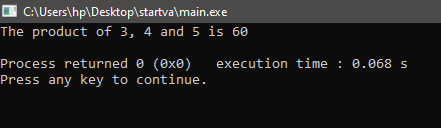 C:\Users\hp\Desktop\startva\main.exe
The product of 3, 4 and 5 is 60
Process returned 0 (0x0)   execution time : 0.068 s
Press any key to continue.